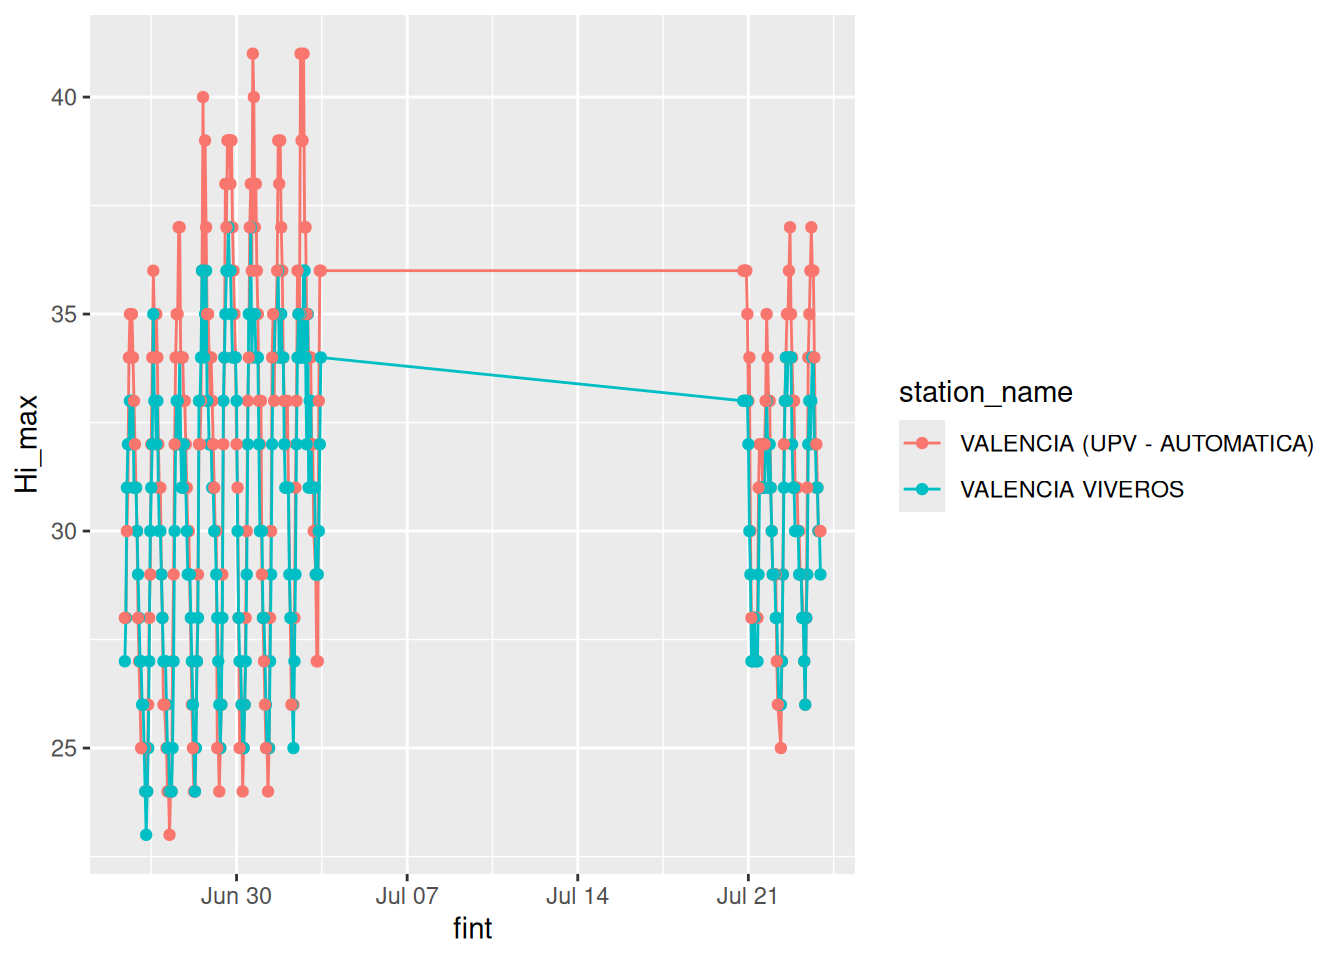 40
35
30
25
Hi_max
Jun 30
Jul 07
Jul 14
Jul 21
fint
station_name
VALENCIA (UPV - AUTOMATICA)
VALENCIA VIVEROS